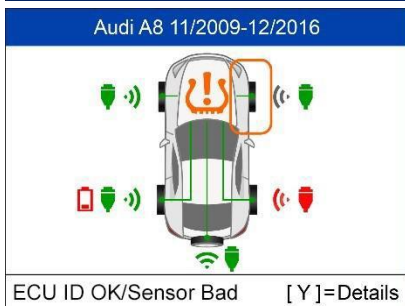 Audi A8 11/2009-12/2016
ECU ID OK/Sensor Bad [ Y ]=Details